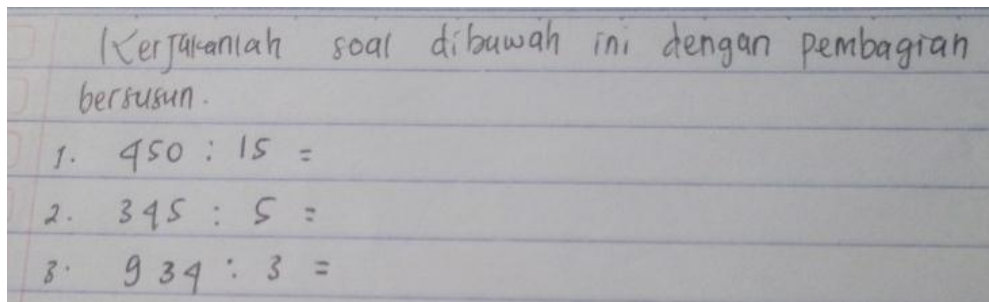 Kerjakanlah soal dibawah ini dengan pembagian
bersusun.
1. 450 : 15 =
2. 345 : 5 =
3. 934 : 3 =